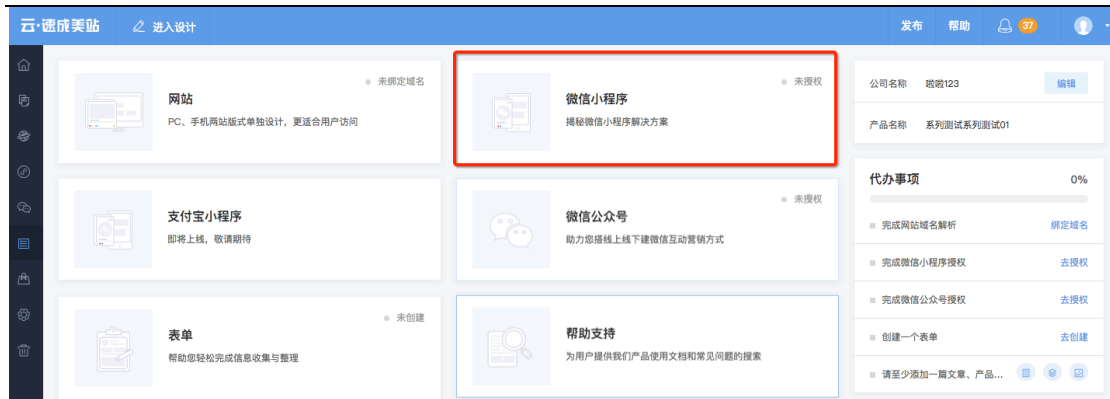 云·速成美站
进入设计
发布
帮助
37
未绑定域名
网站
PC、手机网站版式单独设计，更适合用户访问
未授权
微信小程序
揭秘微信小程序解决方案
支付宝小程序
即将上线，敬请期待
未授权
微信公众号
助力您搭线上线下建微信互动营销方式
未创建
表单
帮助您轻松完成信息收集与整理
帮助支持
为用户提供我们产品使用文档和常见问题的搜索
公司名称 啦啦123 编辑
产品名称 系列测试系列测试01
代办事项 0%
完成网站域名解析 绑定域名
完成微信小程序授权 去授权
完成微信公众号授权 去授权
创建一个表单 去创建
请至少添加一篇文章、产品...